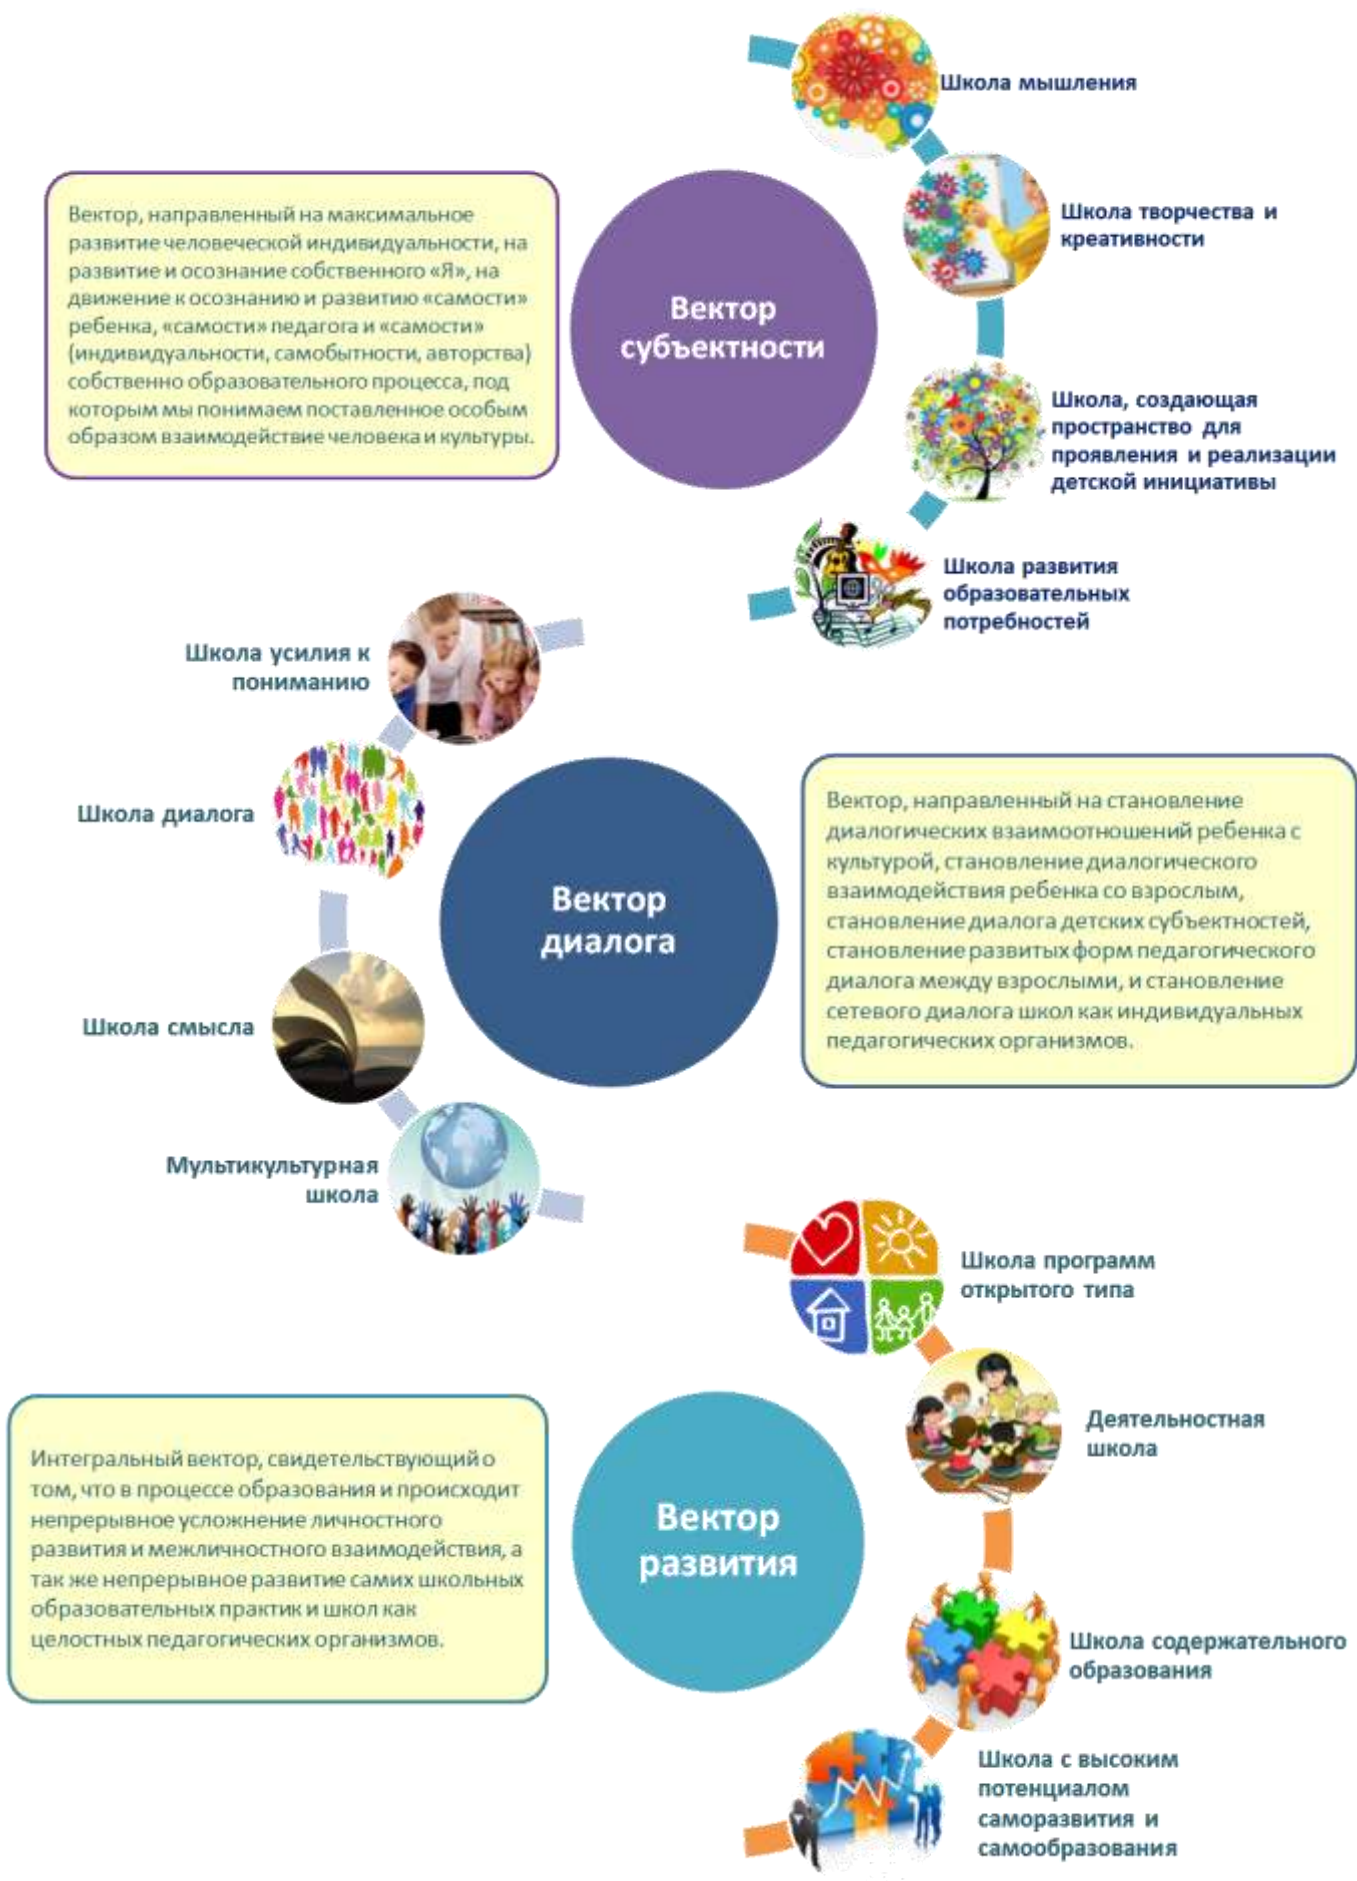 Школа мышления
Школа творчества и
креативности
Вектор, направленный на максимальное
развитие человеческой индивидуальности, на
развитие и осознание собственного «Я», на
движение к осознанию и развитию «самости»
ребенка, «самости» педагога и «самости»
(индивидуальности, самобытности, авторства)
собственно образовательного процесса, под
которым мы понимаем поставленное особым
образом взаимодействие человека и культуры.
Вектор
субъектности
Школа, создающая
пространство для
проявления и реализации
детской инициативы
Школа развития
образовательных
потребностей
Школа усилия к
пониманию
Школа диалога
Вектор
диалога
Вектор, направленный на становление
диалогических взаимоотношений ребенка с
культурой, становление диалогического
взаимодействия ребенка со взрослым,
становление диалога детских субъектностей,
становление развитых форм педагогического
диалога между взрослыми, и становление
сетевого диалога школ как индивидуальных
педагогических организмов.
Школа смысла
Мультикультурная
школа
Школа программ
открытого типа
Деятельностная
школа
Интегральный вектор, свидетельствующий о
том, что в процессе образования и происходит
непрерывное усложнение личностного
развития и межличностного взаимодействия, а
так же непрерывное развитие самих школьных
образовательных практик и школ как
целостных педагогических организмов.
Вектор
развития
Школа содержательного
образования
Школа с высоким
потенциалом
саморазвития и
самообразования